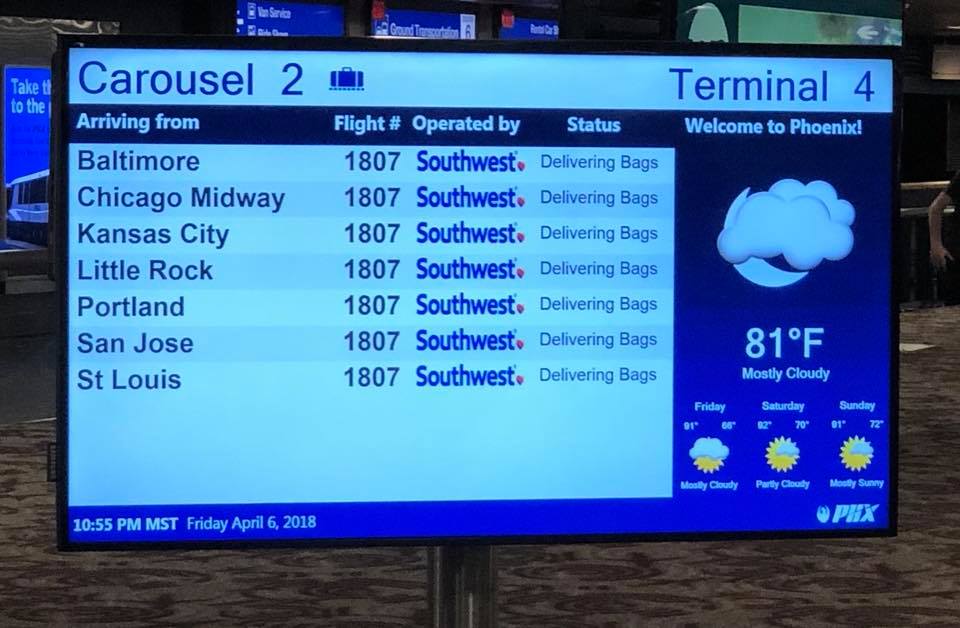 Van Service
Ground Transportation 6
Rental Car
Take
to the
Carousel 2
Terminal 4
Arriving from Flight # Operated by Status
Welcome to Phoenix!
Baltimore 1807 Southwest Delivering Bags
Chicago Midway 1807 Southwest Delivering Bags
Kansas City 1807 Southwest Delivering Bags
Little Rock 1807 Southwest Delivering Bags
Portland 1807 Southwest Delivering Bags
San Jose 1807 Southwest Delivering Bags
St Louis 1807 Southwest Delivering Bags
81°F
Mostly Cloudy
Friday Saturday Sunday
91° 66° 92° 70° 91° 72°
Mostly Cloudy Partly Cloudy Mostly Sunny
10:55 PM MST Friday April 6, 2018
PHX